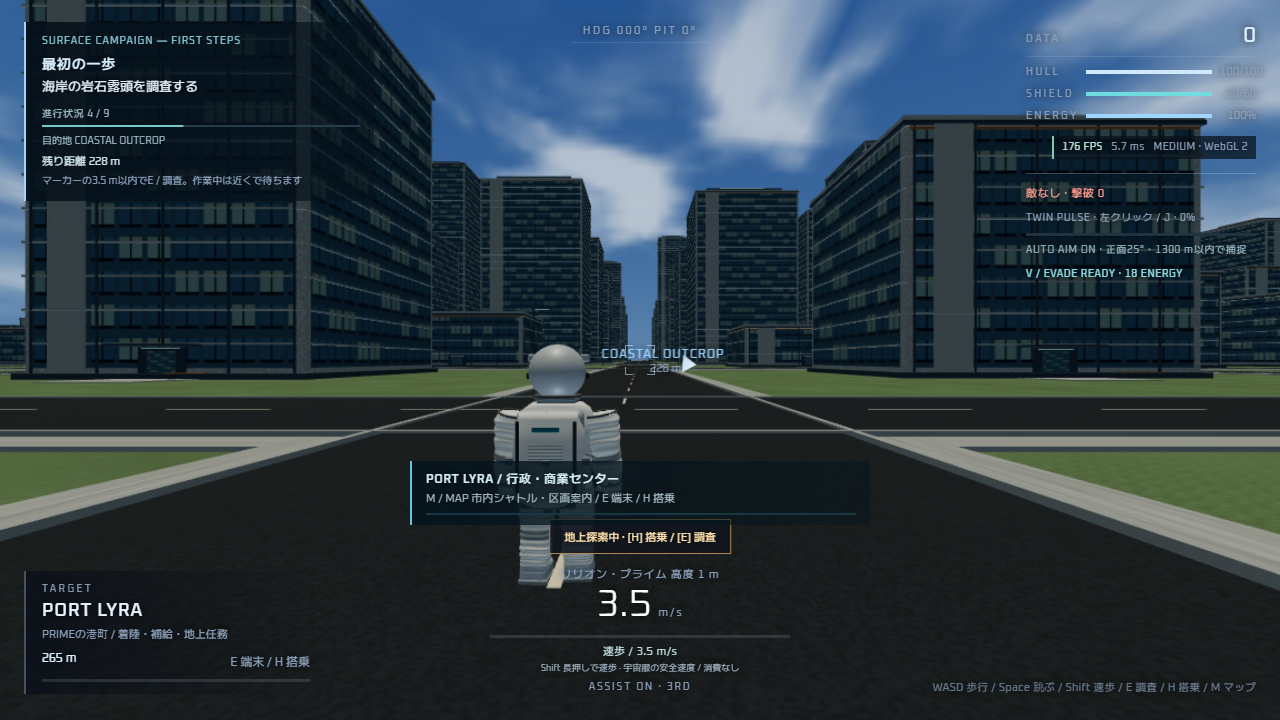 SURFACE CAMPAIGN — FIRST STEPS
最初の一歩
海岸の岩石露頭を調査する
進行状況 4 / 9
目的地 COASTAL OUTCROP
残り距離 228 m
マーカーの3.5 m以内でE / 調査。作業中は近くで待ちます
HDG 000° PIT 0°
DATA 0
HULL 100/100
SHIELD
ENERGY 100%
176 FPS 5.7 ms MEDIUM · WebGL 2
敵なし · 撃破 0
TWIN PULSE · 左クリック / J · 0%
AUTO AIM ON · 正面25° · 1300 m以内で捕捉
V / EVADE READY · 18 ENERGY
COASTAL OUTCROP
228 m
PORT LYRA / 行政・商業センター
M / MAP 市内シャトル・区画案内 / E 端末 / H 搭乗
地上探索中 · [H] 搭乗 / [E] 調査
リリオン・プライム 高度 1 m
3.5 m/s
速歩 / 3.5 m/s
Shift 長押しで速歩 · 宇宙服の安全速度 / 消費なし
ASSIST ON · 3RD
TARGET
PORT LYRA
PRIMEの港町 / 着陸・補給・地上任務
265 m
E 端末 / H 搭乗
WASD 歩行 / Space 跳ぶ / Shift 速歩 / E 調査 / H 搭乗 / M マップ